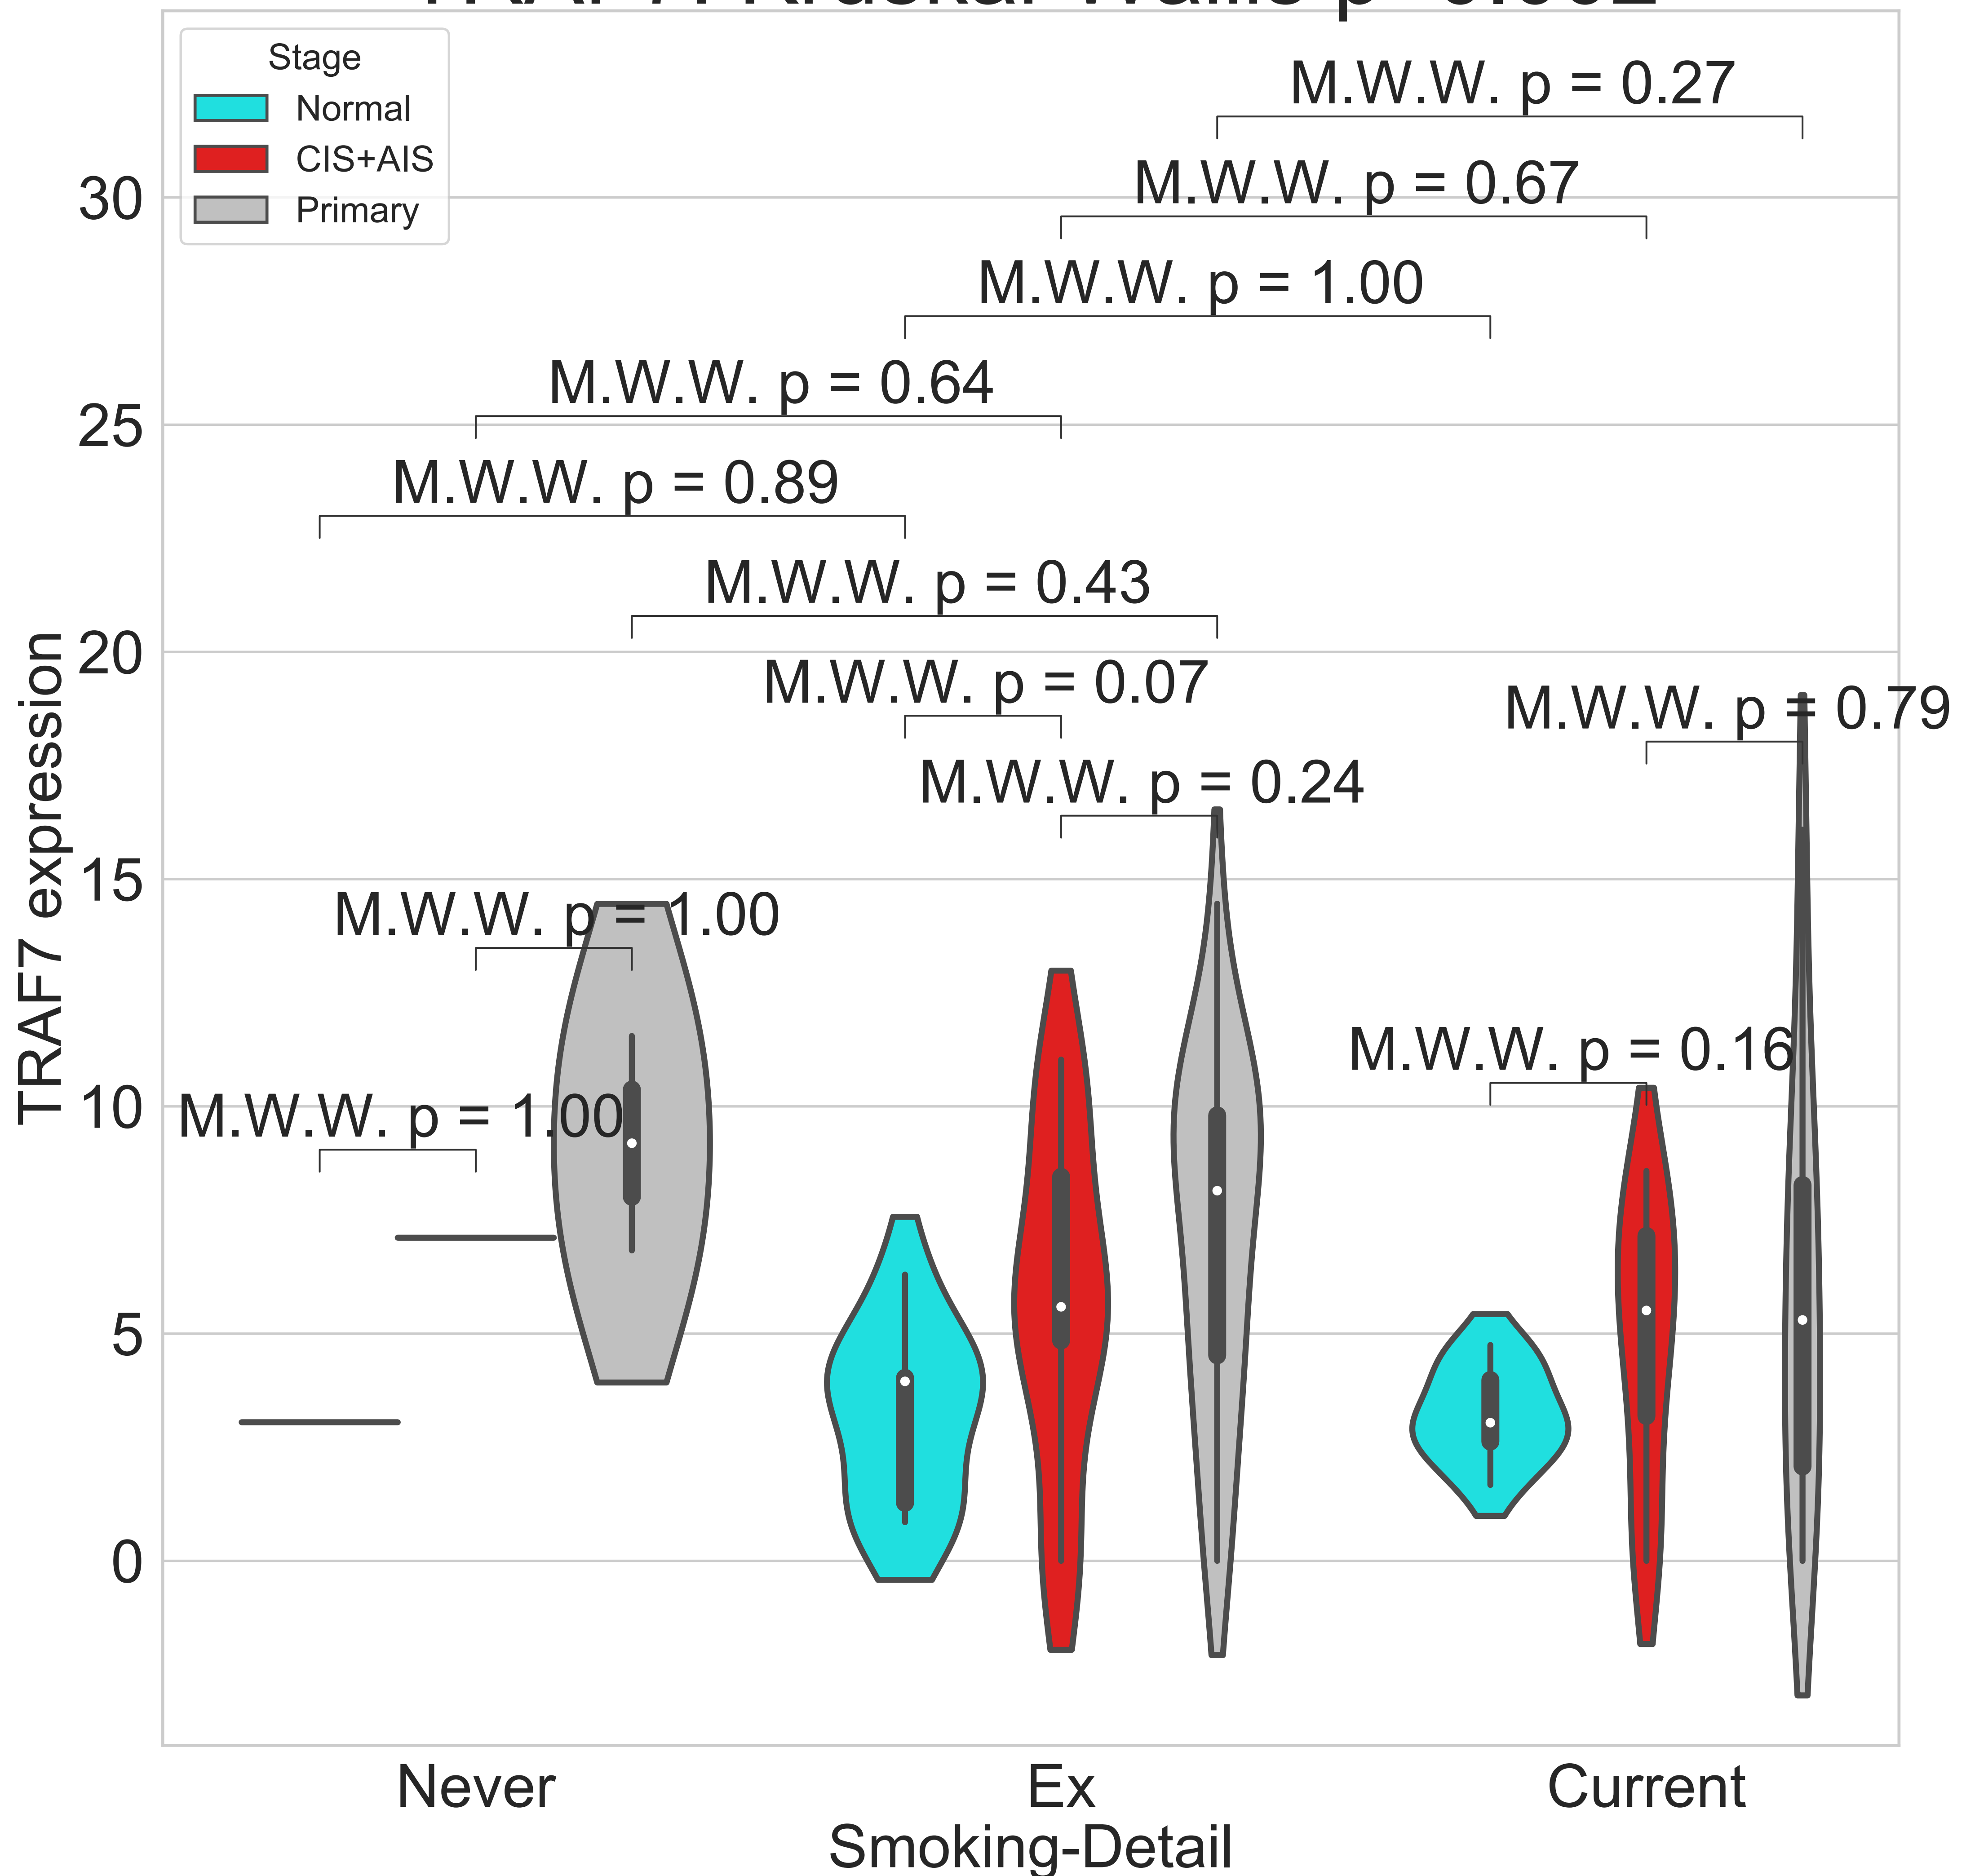 Stage
Normal
CIS+AIS
Primary
M.W.W. p = 0.27
M.W.W. p = 0.67
M.W.W. p = 1.00
M.W.W. p = 0.64
M.W.W. p = 0.89
M.W.W. p = 0.43
M.W.W. p = 0.07
M.W.W. p = 0.79
M.W.W. p = 0.24
M.W.W. p = 1.00
M.W.W. p = 0.16
M.W.W. p = 1.00
30
25
20
15
10
5
0
TRAF7 expression
Never
Ex
Current
Smoking-Detail